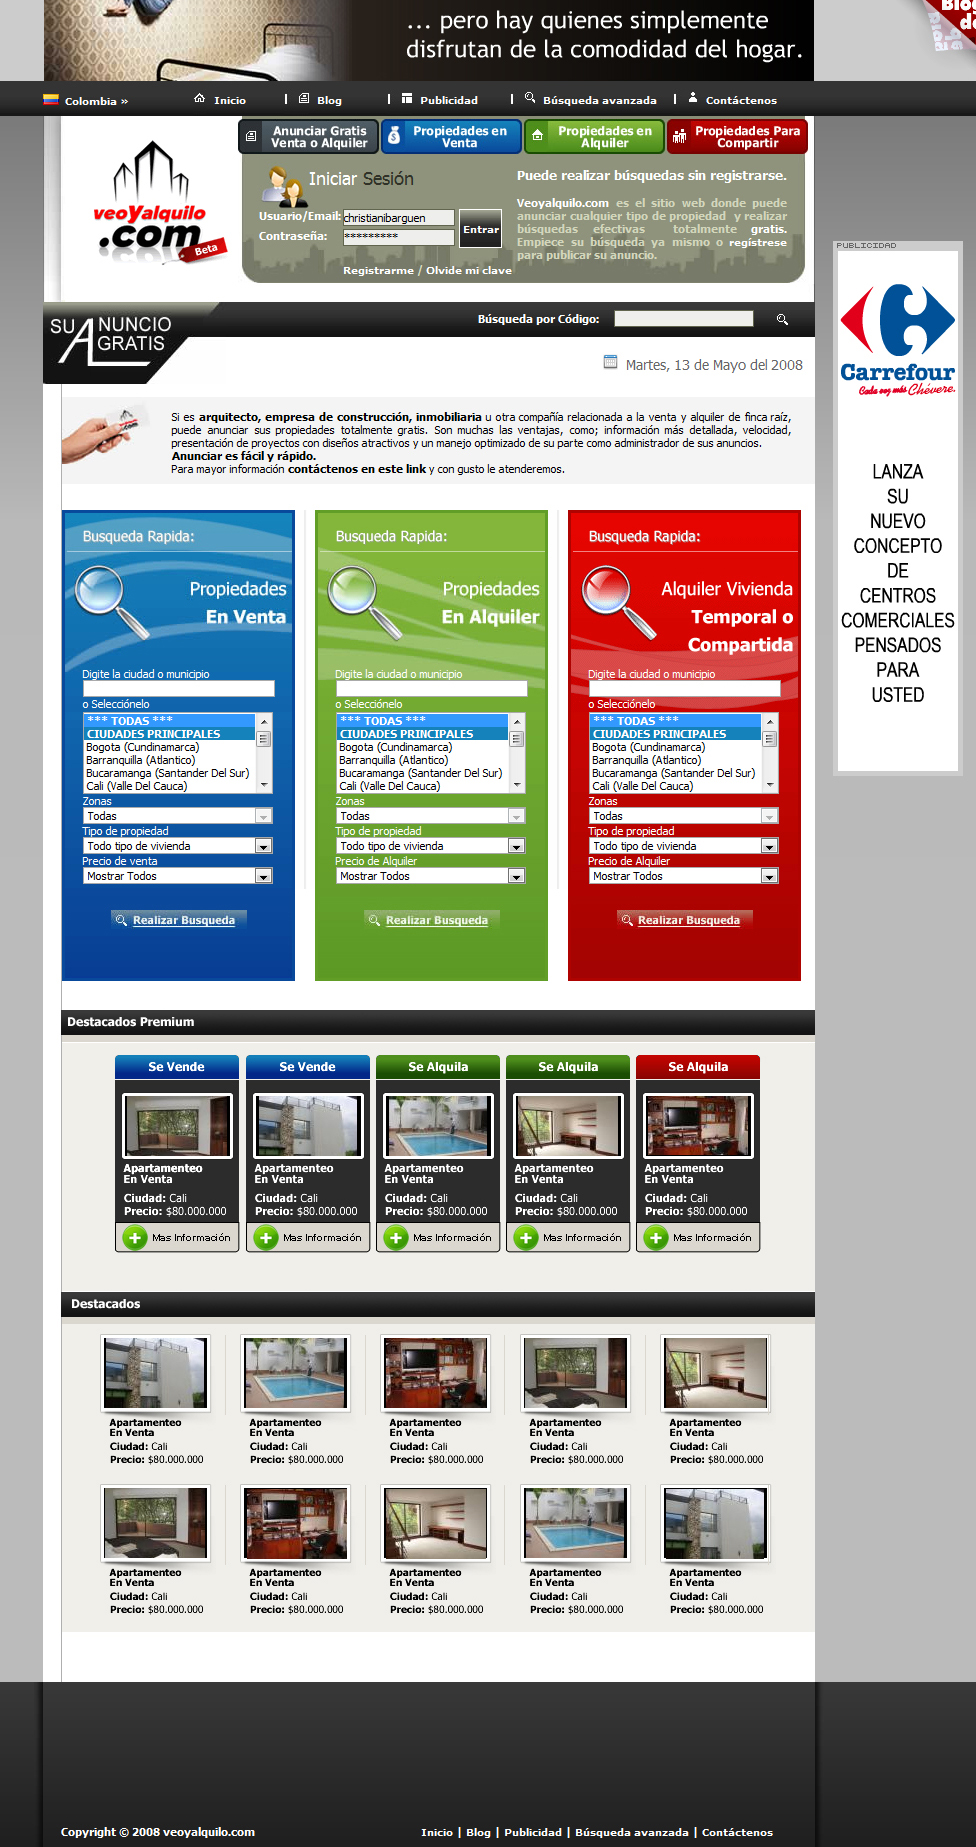 ... pero hay quienes simplemente
disfrutan de la comodidad del hogar.
Blog
de
Colombia »
Inicio
Blog
Publicidad
Búsqueda avanzada
Contáctenos
Anunciar Gratis
Venta o Alquiler
Propiedades en
Venta
Propiedades en
Alquiler
Propiedades Para
Compartir
veoyalquilo
.com
Beta
Iniciar Sesión
Usuario/Email:
christianibarguen
Contraseña:
*********
Entrar
Registrarme / Olvide mi clave
Puede realizar búsquedas sin registrarse.
Veoyalquilo.com es el sitio web donde puede
anunciar cualquier tipo de propiedad y realizar
búsquedas efectivas totalmente gratis.
Empiece su búsqueda ya mismo o regístrese
para publicar su anuncio.
PUBLICIDAD
SU ANUNCIO
GRATIS
Búsqueda por Código:
Martes, 13 de Mayo del 2008
Carrefour
Cada vez más Chévere.
LANZA
SU
NUEVO
CONCEPTO
DE
CENTROS
COMERCIALES
PENSADOS
PARA
USTED
Si es arquitecto, empresa de construcción, inmobiliaria u otra compañía relacionada a la venta y alquiler de finca raíz,
puede anunciar sus propiedades totalmente gratis. Son muchas las ventajas, como; información más detallada, velocidad,
presentación de proyectos con diseños atractivos y un manejo optimizado de su parte como administrador de sus anuncios.
Anunciar es fácil y rápido.
Para mayor información contáctenos en este link y con gusto le atenderemos.
Busqueda Rapida:
Propiedades
En Venta
Digite la ciudad o municipio
o Selecciónelo
*** TODAS ***
CIUDADES PRINCIPALES
Bogota (Cundinamarca)
Barranquilla (Atlantico)
Bucaramanga (Santander Del Sur)
Cali (Valle Del Cauca)
Zonas
Todas
Tipo de propiedad
Todo tipo de vivienda
Precio de venta
Mostrar Todos
Realizar Busqueda
Busqueda Rapida:
Propiedades
En Alquiler
Digite la ciudad o municipio
o Selecciónelo
*** TODAS ***
CIUDADES PRINCIPALES
Bogota (Cundinamarca)
Barranquilla (Atlantico)
Bucaramanga (Santander Del Sur)
Cali (Valle Del Cauca)
Zonas
Todas
Tipo de propiedad
Todo tipo de vivienda
Precio de Alquiler
Mostrar Todos
Realizar Busqueda
Busqueda Rapida:
Alquiler Vivienda
Temporal o
Compartida
Digite la ciudad o municipio
o Selecciónelo
*** TODAS ***
CIUDADES PRINCIPALES
Bogota (Cundinamarca)
Barranquilla (Atlantico)
Bucaramanga (Santander Del Sur)
Cali (Valle Del Cauca)
Zonas
Todas
Tipo de propiedad
Todo tipo de vivienda
Precio de Alquiler
Mostrar Todos
Realizar Busqueda
Destacados Premium
Se Vende
Apartamenteo
En Venta
Ciudad: Cali
Precio: $80.000.000
Mas Información
Se Vende
Apartamenteo
En Venta
Ciudad: Cali
Precio: $80.000.000
Mas Información
Se Alquila
Apartamenteo
En Venta
Ciudad: Cali
Precio: $80.000.000
Mas Información
Se Alquila
Apartamenteo
En Venta
Ciudad: Cali
Precio: $80.000.000
Mas Información
Se Alquila
Apartamenteo
En Venta
Ciudad: Cali
Precio: $80.000.000
Mas Información
Destacados
Apartamenteo
En Venta
Ciudad: Cali
Precio: $80.000.000
Apartamenteo
En Venta
Ciudad: Cali
Precio: $80.000.000
Apartamenteo
En Venta
Ciudad: Cali
Precio: $80.000.000
Apartamenteo
En Venta
Ciudad: Cali
Precio: $80.000.000
Apartamenteo
En Venta
Ciudad: Cali
Precio: $80.000.000
Apartamenteo
En Venta
Ciudad: Cali
Precio: $80.000.000
Apartamenteo
En Venta
Ciudad: Cali
Precio: $80.000.000
Apartamenteo
En Venta
Ciudad: Cali
Precio: $80.000.000
Apartamenteo
En Venta
Ciudad: Cali
Precio: $80.000.000
Apartamenteo
En Venta
Ciudad: Cali
Precio: $80.000.000
Copyright © 2008 veoyalquilo.com
Inicio | Blog | Publicidad | Búsqueda avanzada | Contáctenos